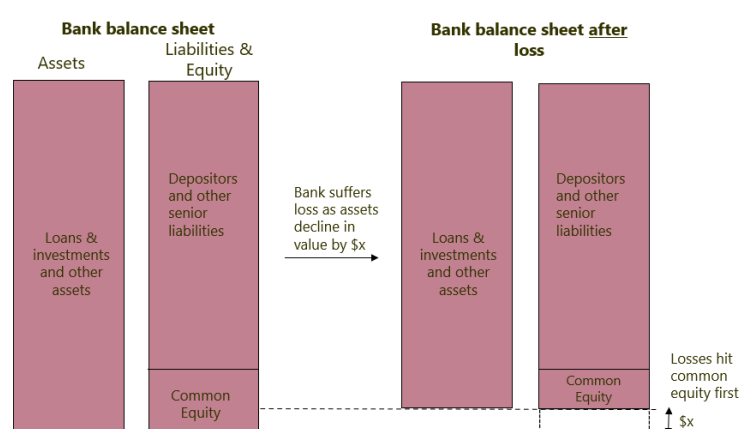 Bank balance sheet
Assets
Liabilities &
Equity
Loans &
investments
and other
assets
Depositors
and other
senior
liabilities
Common
Equity
Bank suffers
loss as assets
decline in
value by $x
Bank balance sheet after
loss
Loans &
investments
and other
assets
Depositors
and other
senior
liabilities
Common
Equity
Losses hit
common
equity first
$x